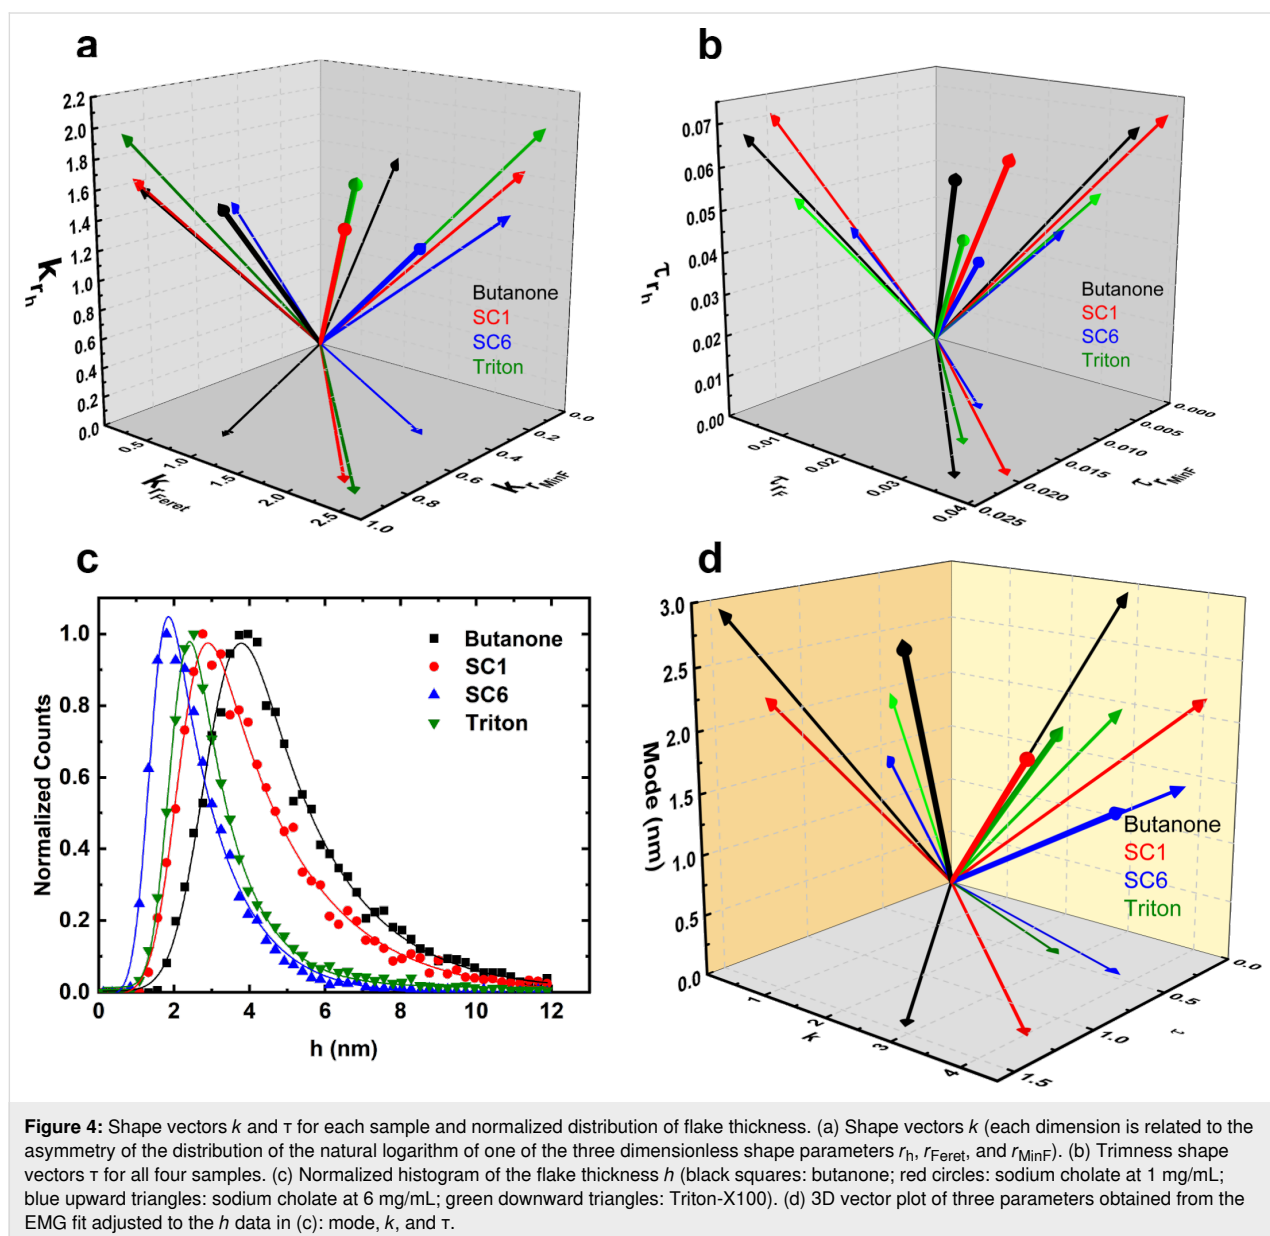 a
2.2
2.0
1.8
1.6
1.4
1.2
1.0
0.8
0.6
0.4
0.2
0.0
k_rh
0.5
1.0
1.5
2.0
2.5
k_rFeret
0.0
0.2
0.4
0.6
0.8
1.0
K_rMinF
Butanone
SC1
SC6
Triton
b
0.07
0.06
0.05
0.04
0.03
0.02
0.01
0.00
τ_rh
0.01
0.02
0.03
0.04
τ_rF
0.000
0.005
0.010
0.015
0.020
0.025
τ_rMinF
Butanone
SC1
SC6
Triton
c
1.0
0.8
0.6
0.4
0.2
0.0
Normalized Counts
0 2 4 6 8 10 12
h (nm)
Butanone
SC1
SC6
Triton
d
3.0
2.5
2.0
1.5
1.0
0.5
0.0
Mode (nm)
1
2
3
4
k
0.0
0.5
1.0
1.5
τ
Butanone
SC1
SC6
Triton
Figure 4: Shape vectors k and τ for each sample and normalized distribution of flake thickness. (a) Shape vectors k (each dimension is related to the
asymmetry of the distribution of the natural logarithm of one of the three dimensionless shape parameters rh, rFeret, and rMinF). (b) Trimness shape
vectors τ for all four samples. (c) Normalized histogram of the flake thickness h (black squares: butanone; red circles: sodium cholate at 1 mg/mL;
blue upward triangles: sodium cholate at 6 mg/mL; green downward triangles: Triton-X100). (d) 3D vector plot of three parameters obtained from the
EMG fit adjusted to the h data in (c): mode, k, and τ.